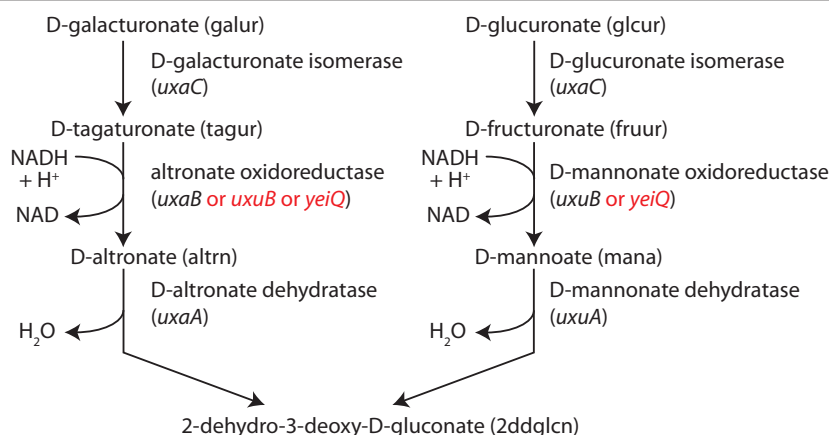 D-galacturonate (galur)
D-galacturonate isomerase
(uxaC)
D-tagaturonate (tagur)
NADH
+ H⁺
altronate oxidoreductase
(uxaB or uxuB or yeiQ)
NAD
D-altronate (altrn)
D-altronate dehydratase
(uxaA)
H₂O
D-glucuronate (glcur)
D-glucuronate isomerase
(uxaC)
D-fructuronate (fruur)
NADH
+ H⁺
D-mannonate oxidoreductase
(uxuB or yeiQ)
NAD
D-mannoate (mana)
D-mannonate dehydratase
(uxuA)
H₂O
2-dehydro-3-deoxy-D-gluconate (2ddglcn)